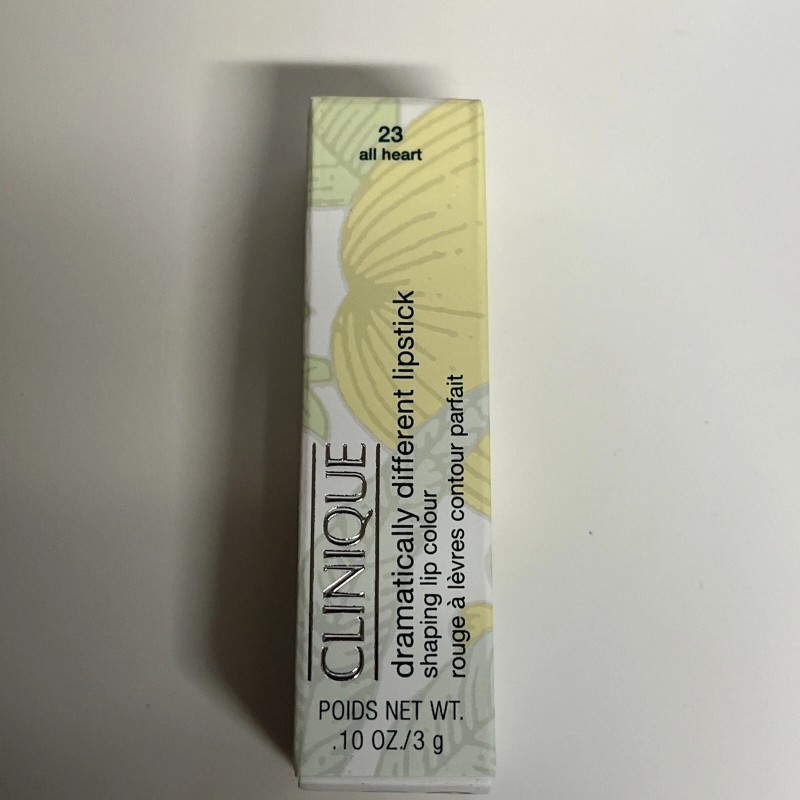 23
all heart
CLINIQUE
dramatically different lipstick
shaping lip colour
rouge à lèvres contour parfait
POIDS NET WT.
.10 OZ./3 g